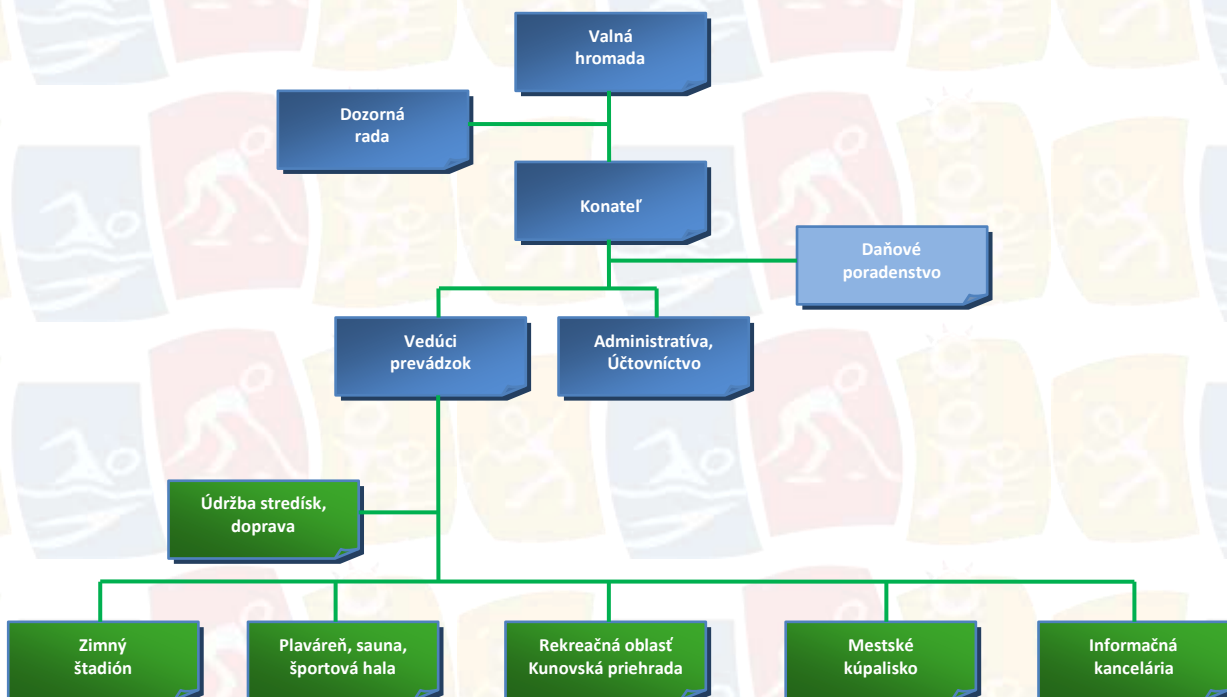 Valná
hromada
Dozorná
rada
Konateľ
Daňové
poradenstvo
Vedúci
prevádzok
Administratíva,
Účtovníctvo
Údržba stredísk,
doprava
Zimný
štadión
Plaváreň, sauna,
športová hala
Rekreačná oblasť
Kunovská priehrada
Mestské
kúpalisko
Informačná
kancelária